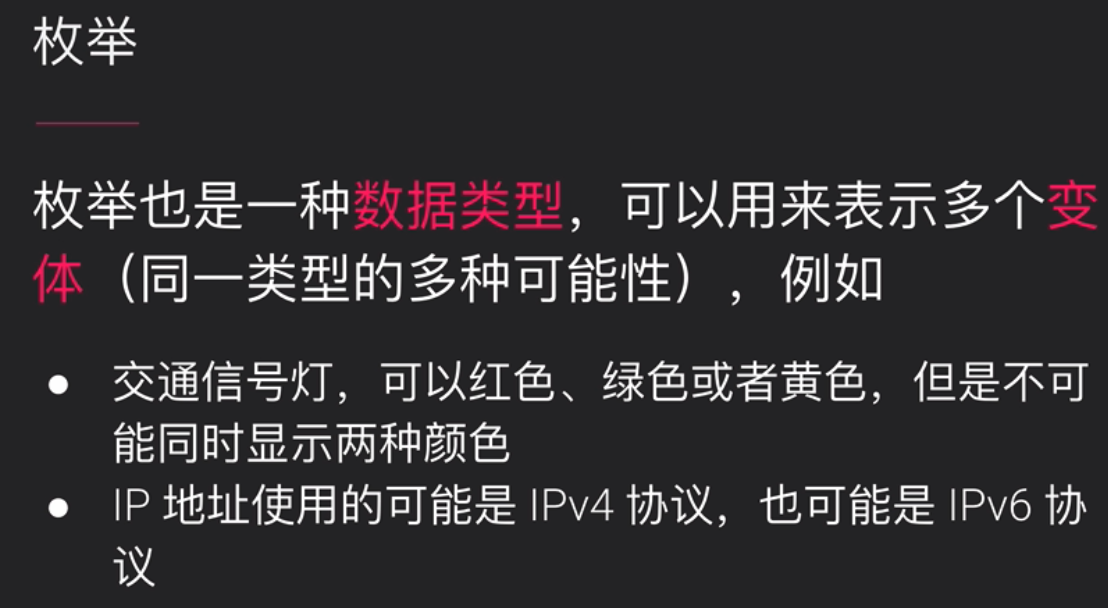 枚举
枚举也是一种数据类型，可以用来表示多个变
体（同一类型的多种可能性），例如
● 交通信号灯，可以红色、绿色或者黄色，但是不可
能同时显示两种颜色
● IP 地址使用的可能是 IPv4 协议，也可能是 IPv6 协
议